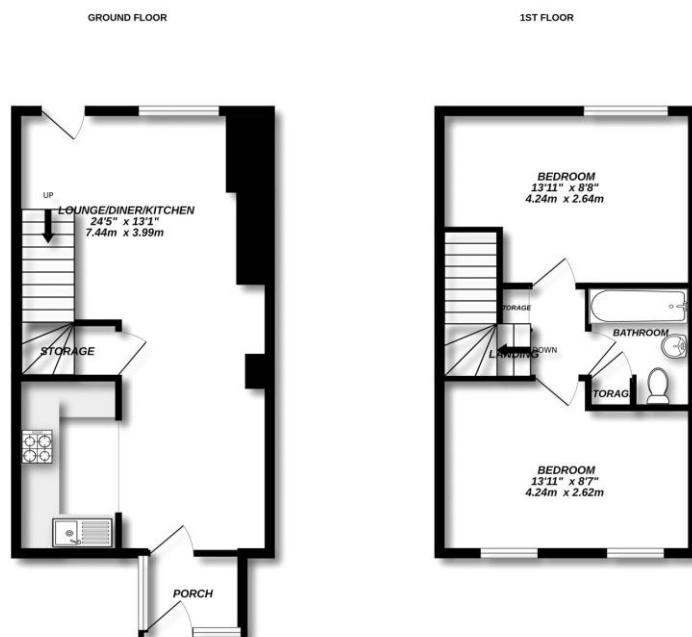 GROUND FLOOR
1ST FLOOR
UP
LOUNGE/DINER/KITCHEN
24'5" x 13'1"
7.44m x 3.99m
STORAGE
PORCH
BEDROOM
13'11" x 8'8"
4.24m x 2.64m
TORAGE
BATHROOM
DOWN
LANDING
TORAG
BEDROOM
13'11" x 8'7"
4.24m x 2.62m